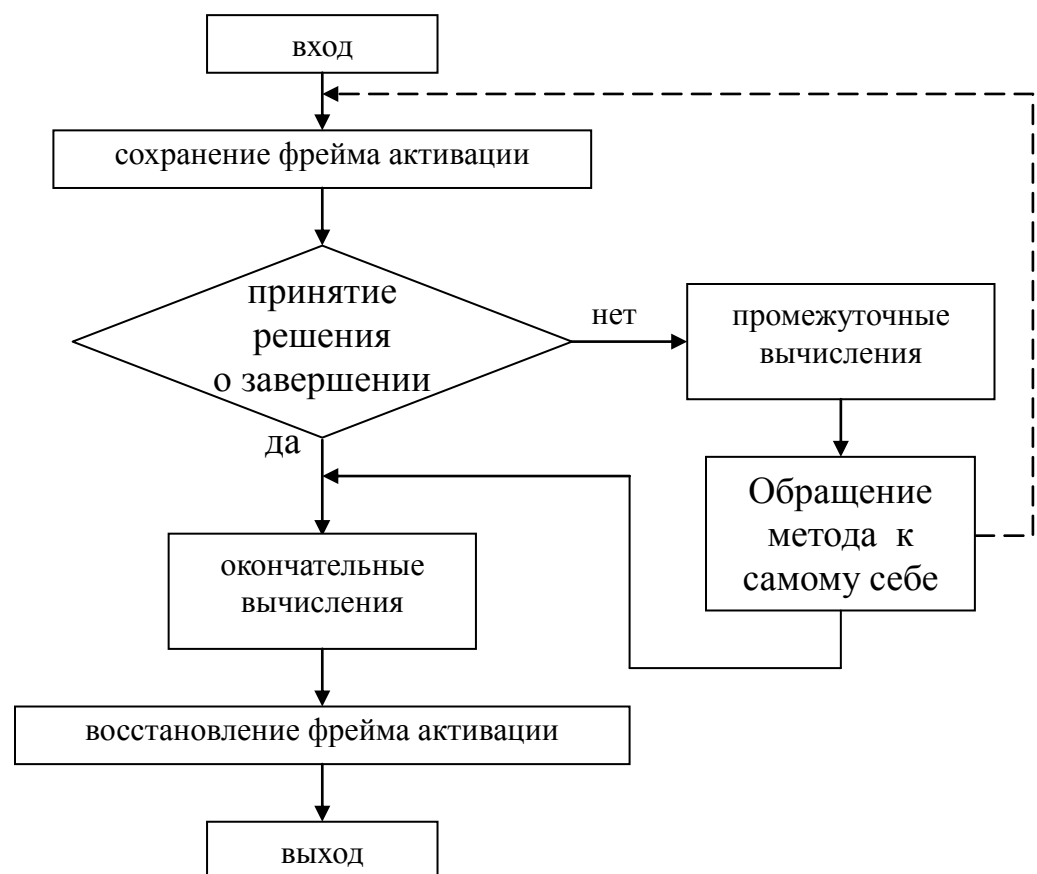 вход
сохранение фрейма активации
принятие
решения
о завершении
нет
промежуточные
вычисления
да
Обращение
метода к
самому себе
окончательные
вычисления
восстановление фрейма активации
выход